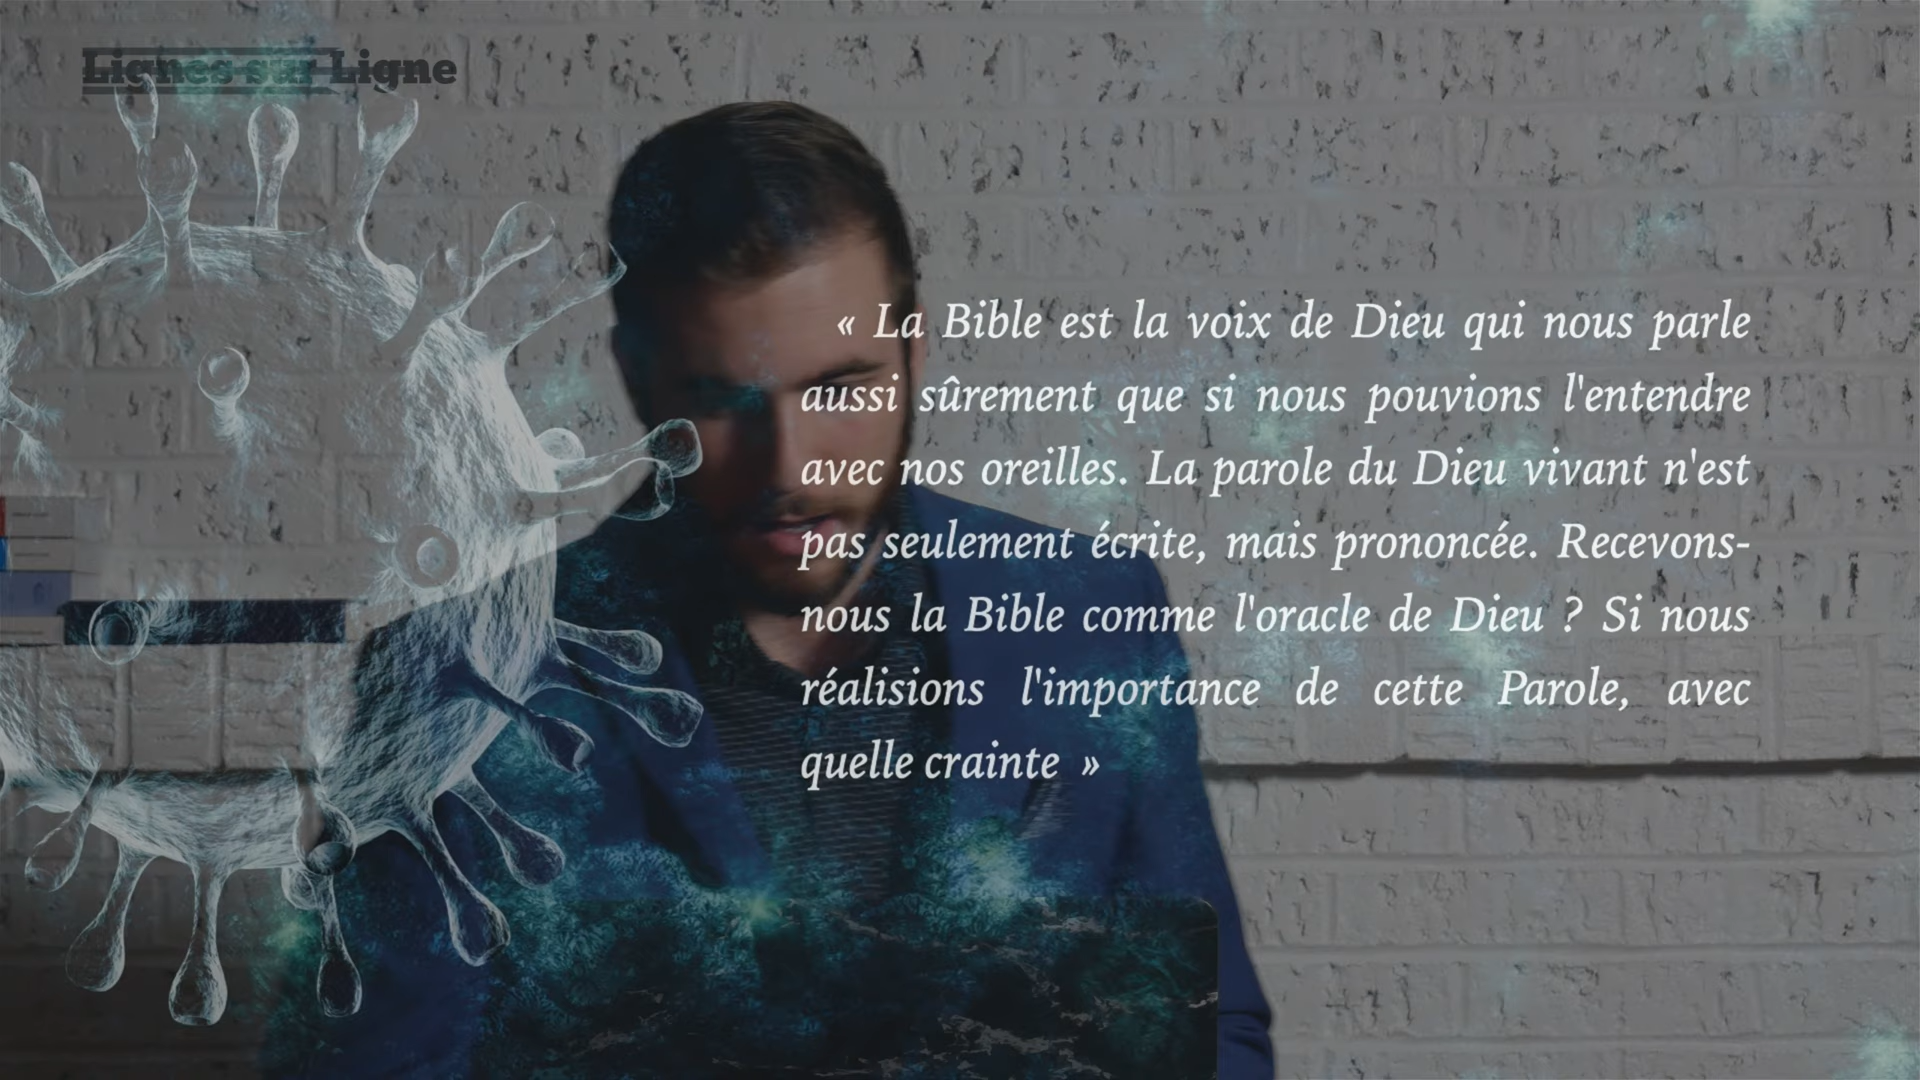 Lignes sur Ligne
« La Bible est la voix de Dieu qui nous parle
aussi sûrement que si nous pouvions l'entendre
avec nos oreilles. La parole du Dieu vivant n'est
pas seulement écrite, mais prononcée. Recevons-
nous la Bible comme l'oracle de Dieu ? Si nous
réalisions l'importance de cette Parole, avec
quelle crainte »